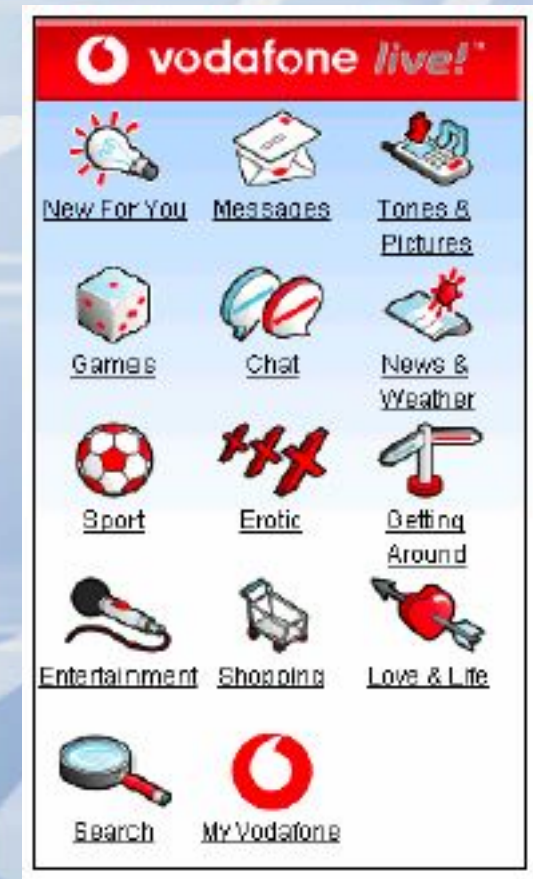 vodafone live!™
New For You Messages Tones &
Pictures
Games Chat News &
Weather
Sport Erotic Getting
Around
Entertainment Shopping Love & Life
Search My Vodafone